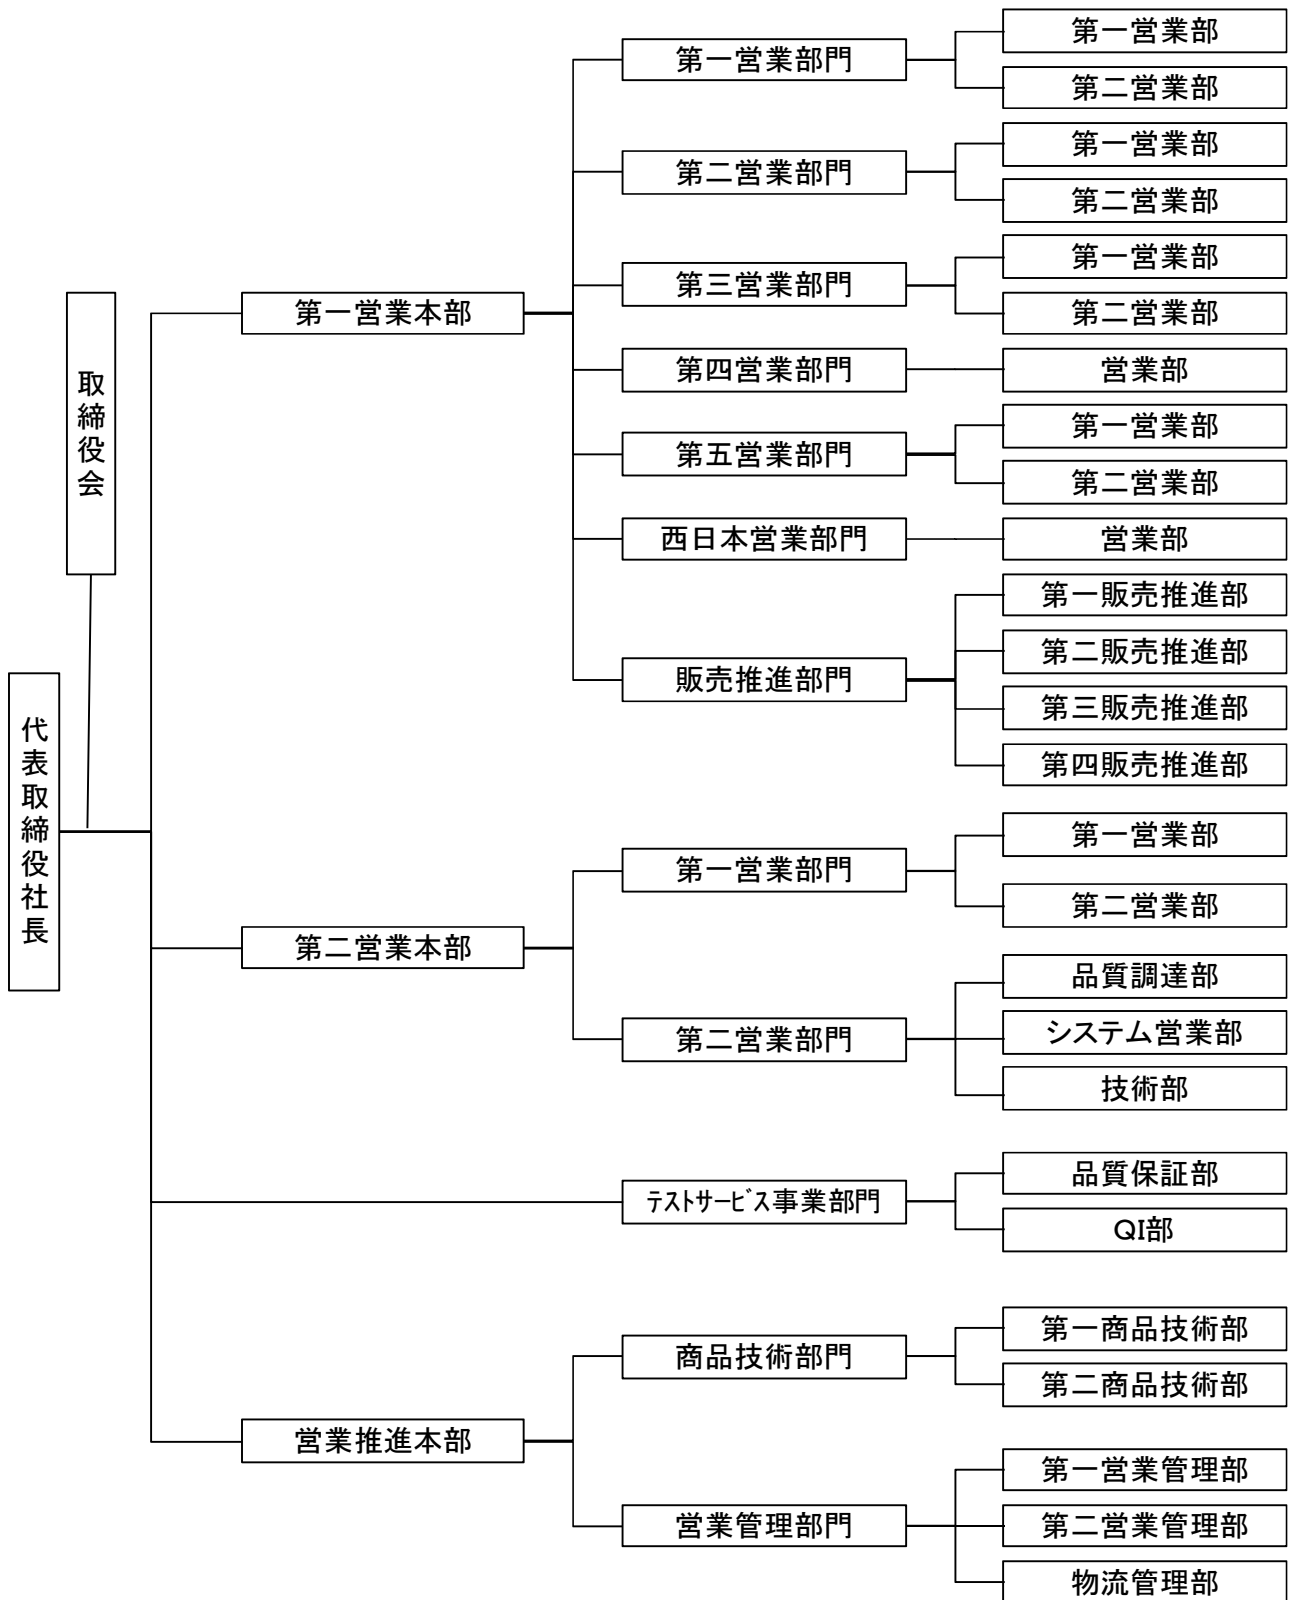 取締役会
代表取締役社長
第一営業本部
第一営業部門
第一営業部
第二営業部
第二営業部門
第一営業部
第二営業部
第三営業部門
第一営業部
第二営業部
第四営業部門
営業部
第五営業部門
第一営業部
第二営業部
西日本営業部門
営業部
販売推進部門
第一販売推進部
第二販売推進部
第三販売推進部
第四販売推進部
第二営業本部
第一営業部門
第一営業部
第二営業部
第二営業部門
品質調達部
システム営業部
技術部
ﾃｽﾄｻｰﾋﾞｽ事業部門
品質保証部
QI部
営業推進本部
商品技術部門
第一商品技術部
第二商品技術部
営業管理部門
第一営業管理部
第二営業管理部
物流管理部